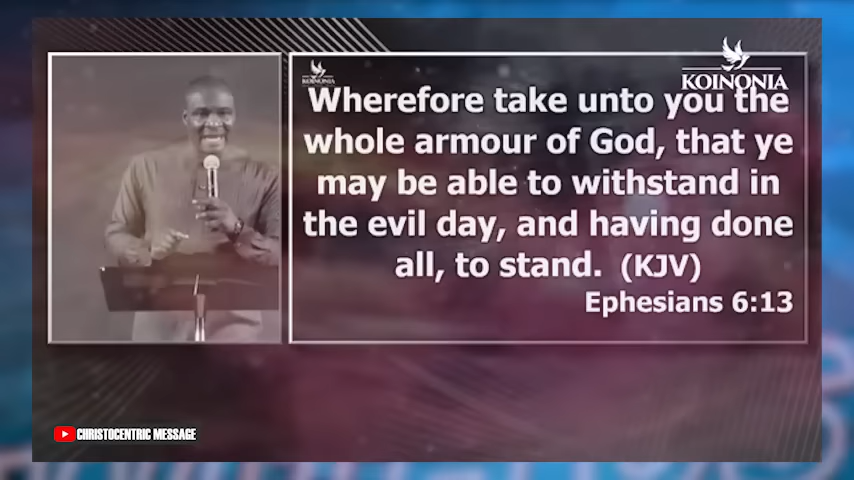 KOINONIA
KOINONIA
Wherefore take unto you the
whole armour of God, that ye
may be able to withstand in
the evil day, and having done
all, to stand. (KJV)
Ephesians 6:13
CHRISTOCENTRIC MESSAGE